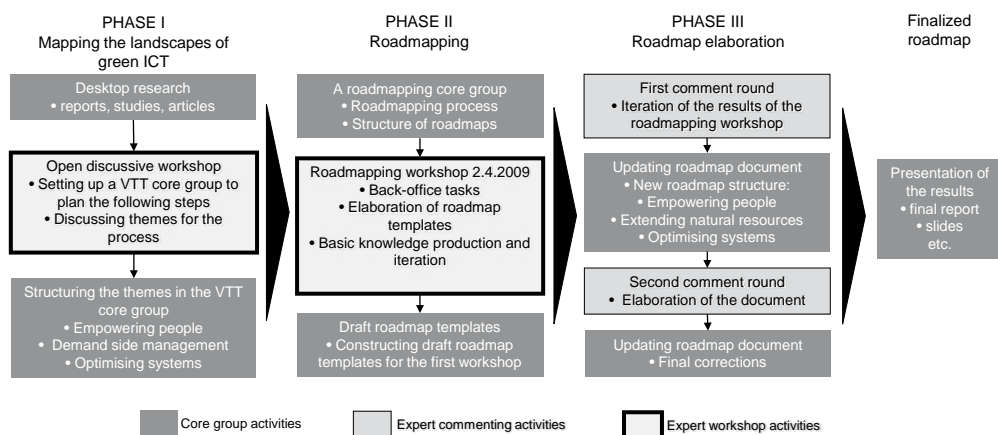 PHASE I
Mapping the landscapes of
green ICT
Desktop research
• reports, studies, articles
Open discussive workshop
• Setting up a VTT core group to
plan the following steps
• Discussing themes for the
process
Structuring the themes in the VTT
core group
• Empowering people
• Demand side management
• Optimising systems
PHASE II
Roadmapping
A roadmapping core group
• Roadmapping process
• Structure of roadmaps
Roadmapping workshop 2.4.2009
• Back-office tasks
• Elaboration of roadmap
templates
• Basic knowledge production and
iteration
Draft roadmap templates
• Constructing draft roadmap
templates for the first workshop
PHASE III
Roadmap elaboration
First comment round
• Iteration of the results of the
roadmapping workshop
Updating roadmap document
• New roadmap structure:
• Empowering people
• Extending natural resources
• Optimising systems
Second comment round
• Elaboration of the document
Updating roadmap document
• Final corrections
Finalized
roadmap
Presentation of
the results
• final report
• slides
etc.
Core group activities
Expert commenting activities
Expert workshop activities